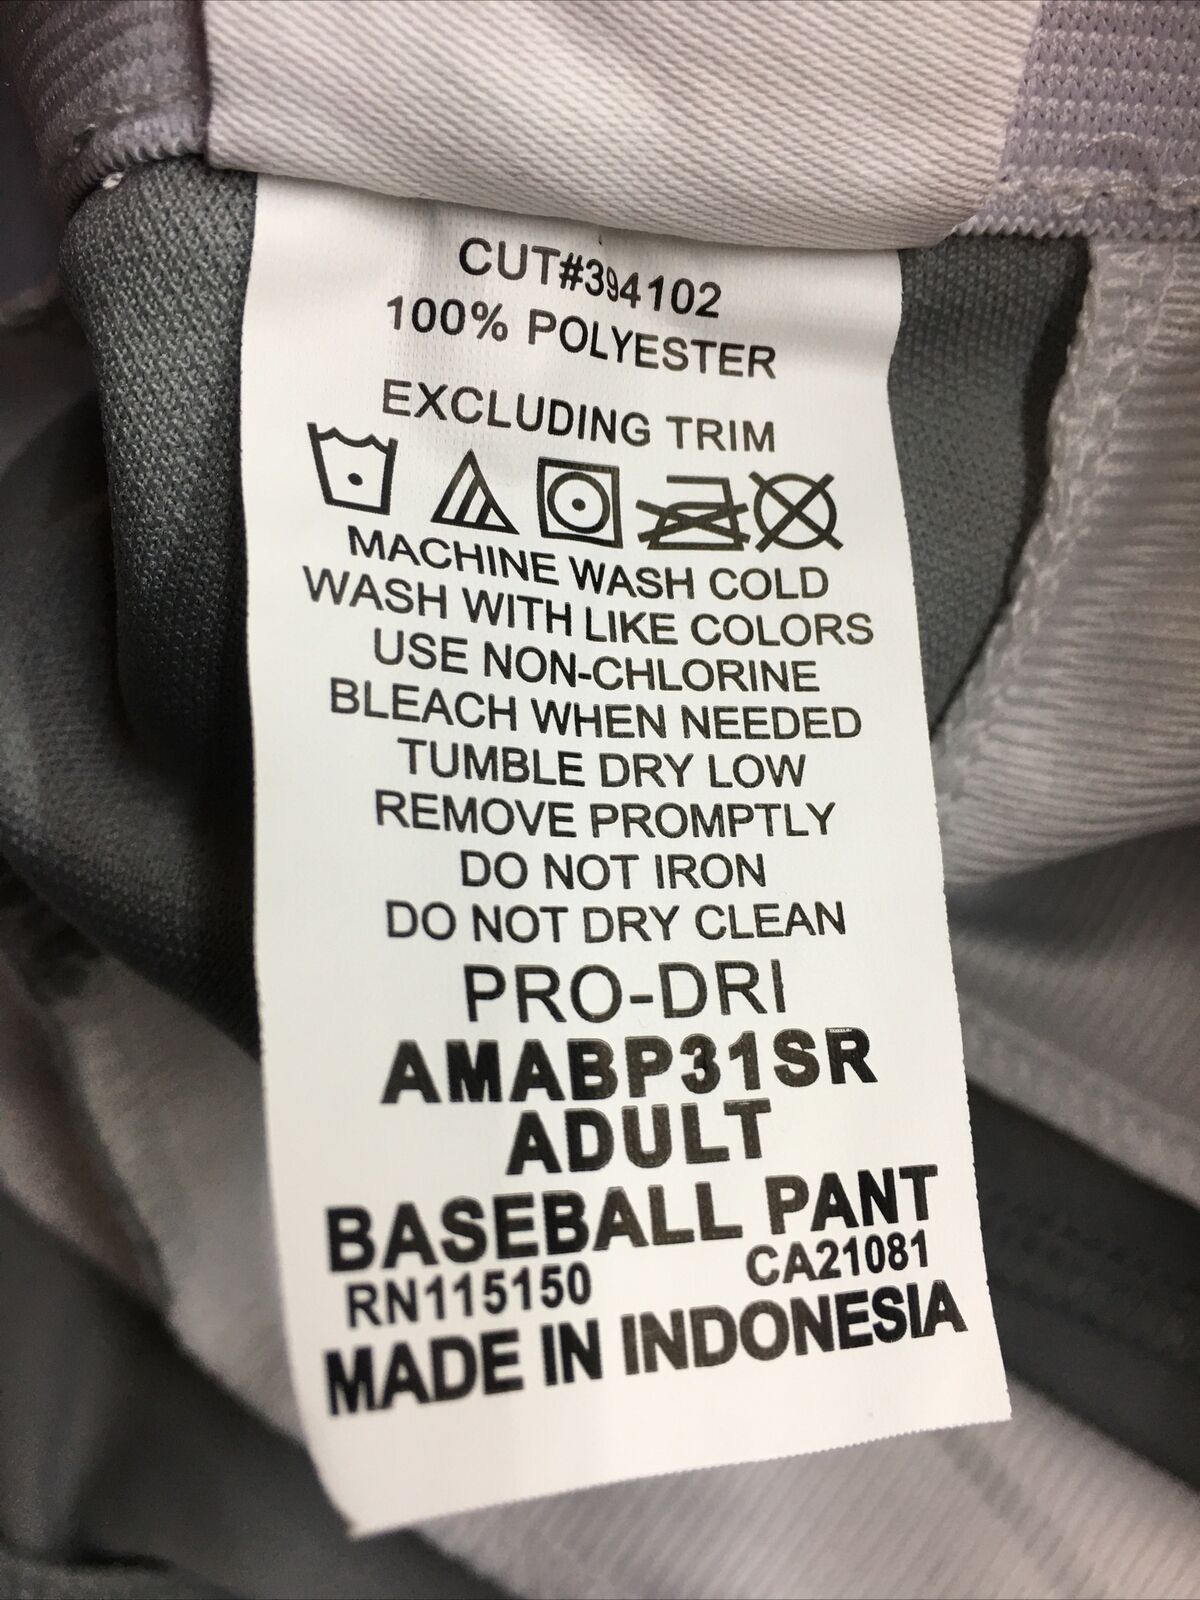 CUT#394102
100% POLYESTER
EXCLUDING TRIM
MACHINE WASH COLD
WASH WITH LIKE COLORS
USE NON-CHLORINE
BLEACH WHEN NEEDED
TUMBLE DRY LOW
REMOVE PROMPTLY
DO NOT IRON
DO NOT DRY CLEAN
PRO-DRI
AMABP31SR
ADULT
BASEBALL PANT
RN115150 CA21081
MADE IN INDONESIA